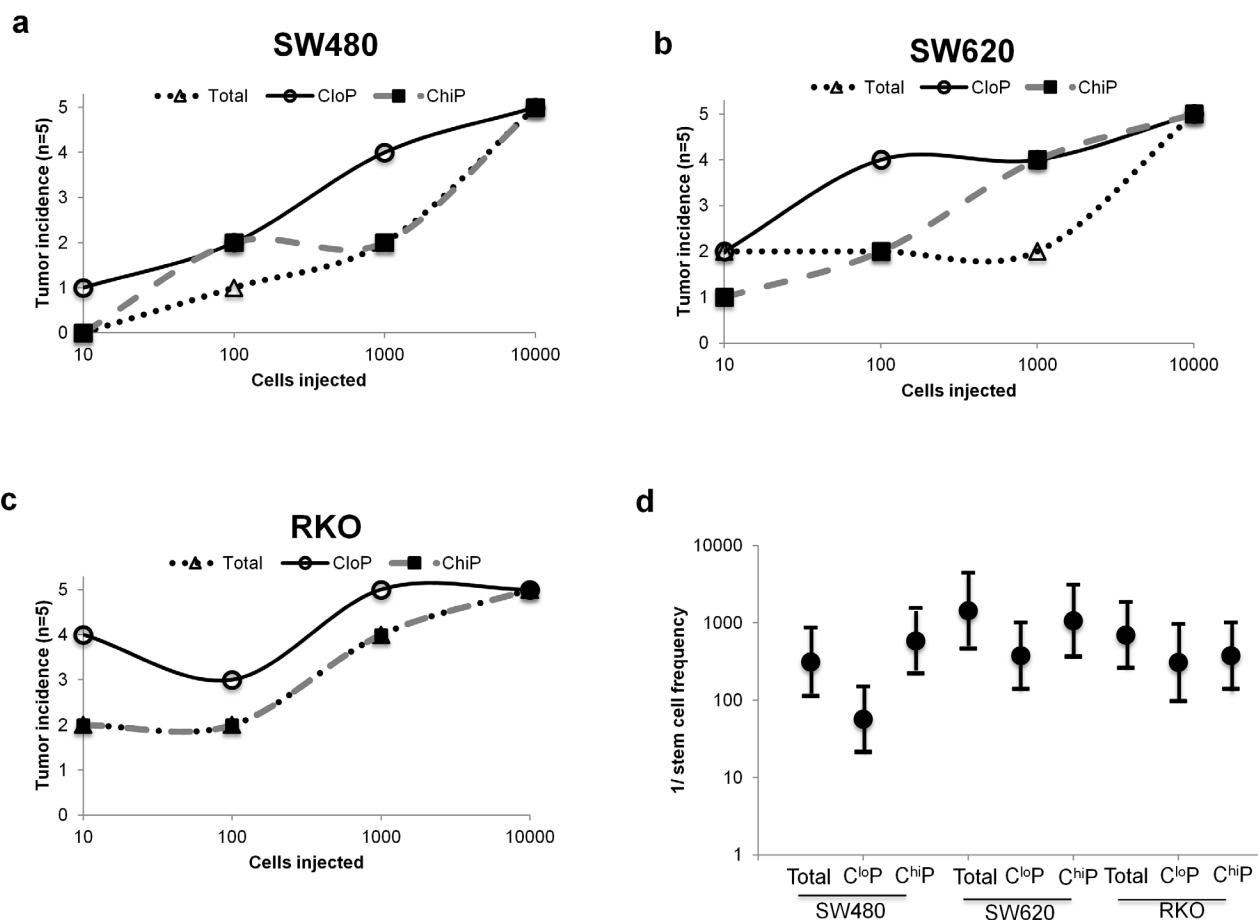 a
SW480
Total CloP ChiP
Tumor incidence (n=5)
5
4
3
2
1
0
10 100 1000 10000
Cells injected
b
SW620
Total CloP ChiP
Tumor incidence (n=5)
5
4
3
2
1
0
10 100 1000 10000
Cells injected
c
RKO
Total CloP ChiP
Tumor incidence (n=5)
5
4
3
2
1
0
10 100 1000 10000
Cells injected
d
1/ stem cell frequency
10000
1000
100
10
1
Total CloP ChiP Total CloP ChiP Total CloP ChiP
SW480 SW620 RKO